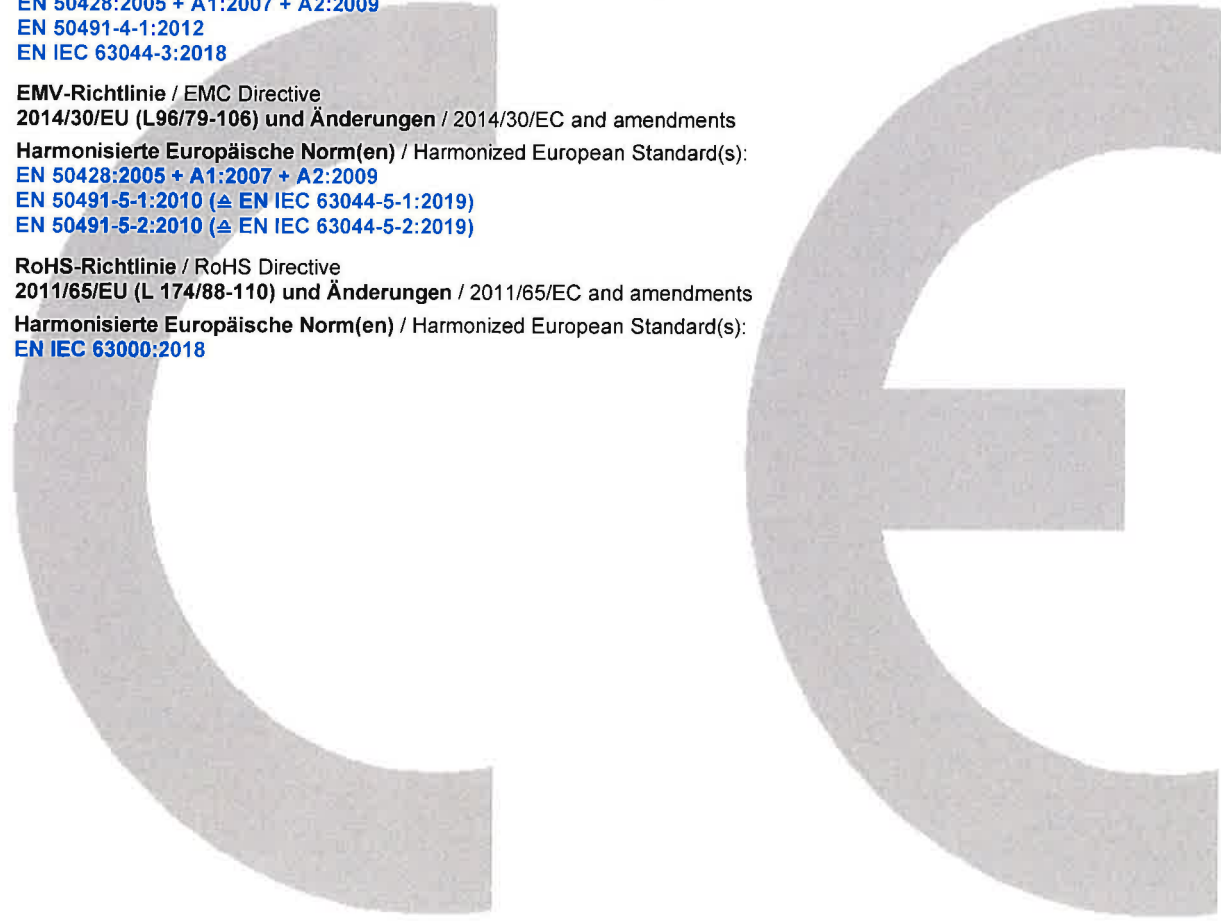 EN 50428:2005 + A1:2007 + A2:2009
EN 50491-4-1:2012
EN IEC 63044-3:2018
EMV-Richtlinie / EMC Directive
2014/30/EU (L96/79-106) und Änderungen / 2014/30/EC and amendments
Harmonisierte Europäische Norm(en) / Harmonized European Standard(s):
EN 50428:2005 + A1:2007 + A2:2009
EN 50491-5-1:2010 (≙ EN IEC 63044-5-1:2019)
EN 50491-5-2:2010 (≙ EN IEC 63044-5-2:2019)
RoHS-Richtlinie / RoHS Directive
2011/65/EU (L 174/88-110) und Änderungen / 2011/65/EC and amendments
Harmonisierte Europäische Norm(en) / Harmonized European Standard(s):
EN IEC 63000:2018
CE